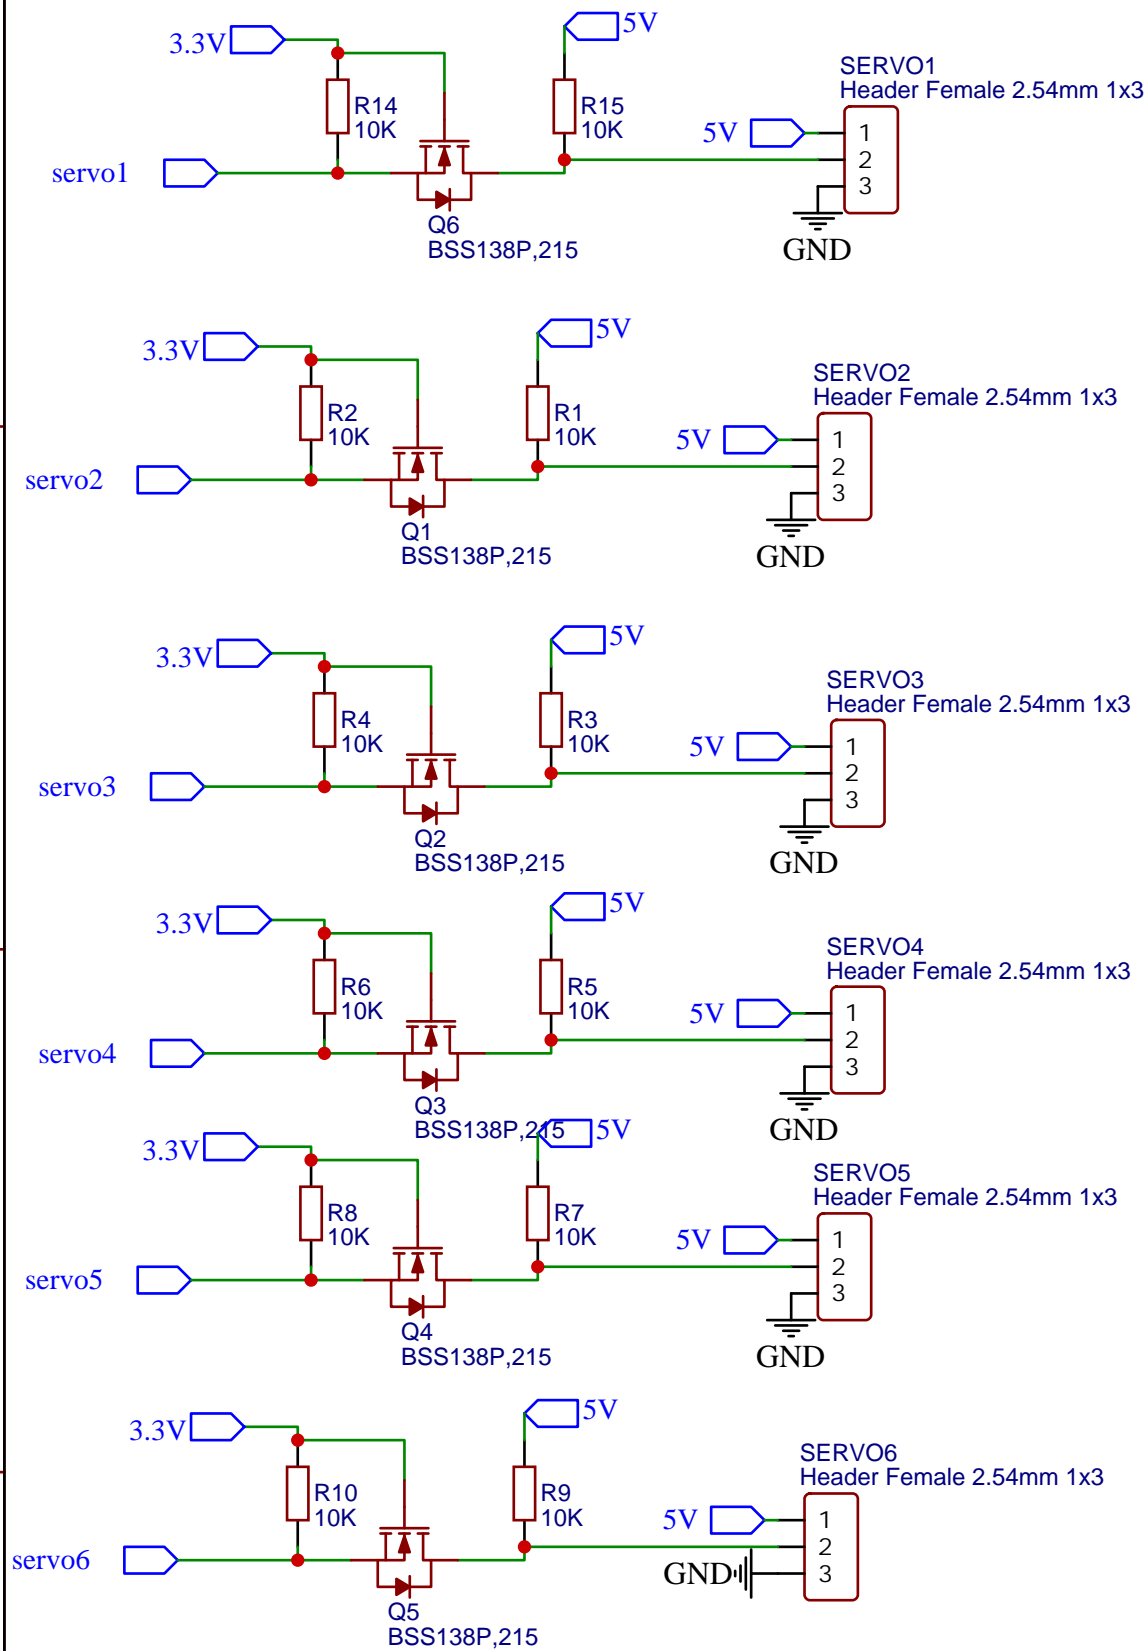 3.3V
5V
SERVO1
Header Female 2.54mm 1x3
R14
10K
R15
10K
5V
1
2
3
servo1
Q6
BSS138P,215
GND
3.3V
5V
SERVO2
Header Female 2.54mm 1x3
R2
10K
R1
10K
5V
1
2
3
servo2
Q1
BSS138P,215
GND
3.3V
5V
SERVO3
Header Female 2.54mm 1x3
R4
10K
R3
10K
5V
1
2
3
servo3
Q2
BSS138P,215
GND
3.3V
5V
SERVO4
Header Female 2.54mm 1x3
R6
10K
R5
10K
5V
1
2
3
servo4
Q3
BSS138P,215
GND
3.3V
5V
SERVO5
Header Female 2.54mm 1x3
R8
10K
R7
10K
5V
1
2
3
servo5
Q4
BSS138P,215
GND
3.3V
5V
SERVO6
Header Female 2.54mm 1x3
R10
10K
R9
10K
5V
1
2
3
servo6
GND
Q5
BSS138P,215